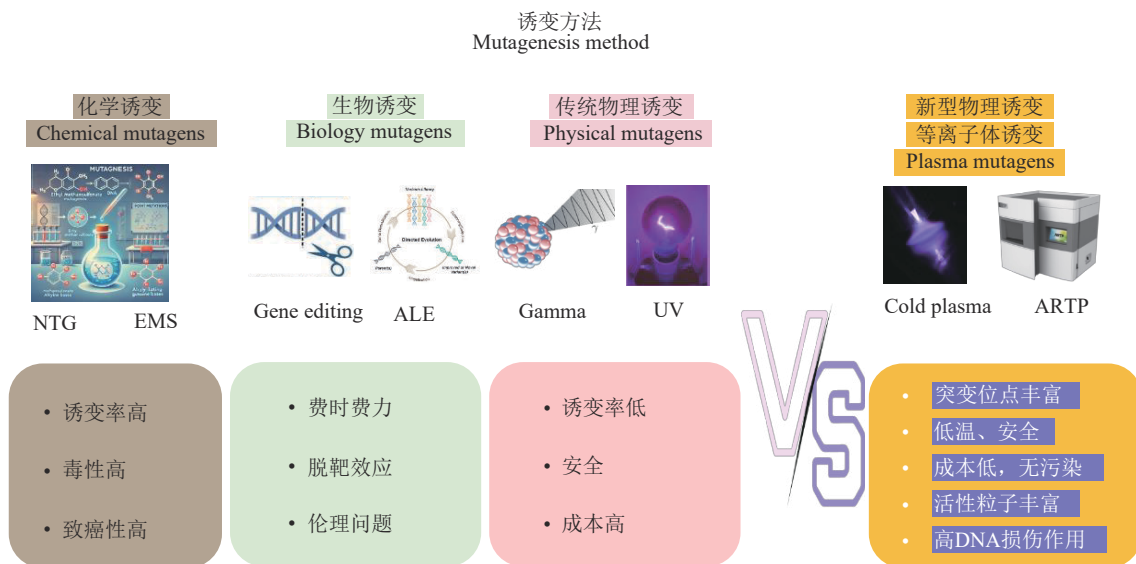 诱变方法
Mutagenesis method
化学诱变
Chemical mutagens
生物诱变
Biology mutagens
传统物理诱变
Physical mutagens
新型物理诱变
等离子体诱变
Plasma mutagens
MUTAGNESIS
DNA
Directed Evolution
NTG
EMS
Gene editing
ALE
Gamma
UV
Cold plasma
ARTP
• 诱变率高
• 毒性高
• 致癌性高
• 费时费力
• 脱靶效应
• 伦理问题
• 诱变率低
• 安全
• 成本高
VS
• 突变位点丰富
• 低温、安全
• 成本低，无污染
• 活性粒子丰富
• 高DNA损伤作用